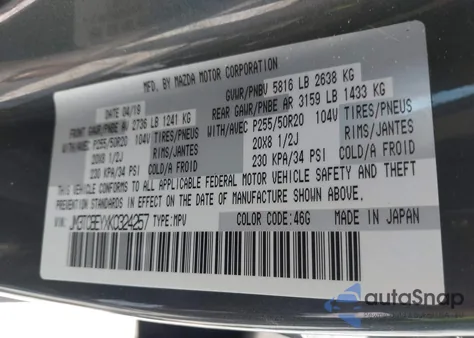 MFD. BY MAZDA MOTOR CORPORATION
DATE 04/19
GVWR/PNBV 5816 LB 2638 KG
FRONT GAWR/PNBE AV 2736 LB 1241 KG
REAR GAWR/PNBE AR 3159 LB 1433 KG
WITH/AVEC P255/50R20 104V TIRES/PNEUS
WITH/AVEC P255/50R20 104V TIRES/PNEUS
20X8 1/2J RIMS/JANTES
20X8 1/2J RIMS/JANTES
230 KPA/34 PSI COLD/A FROID
230 KPA/34 PSI COLD/A FROID
THIS VEHICLE CONFORMS TO ALL APPLICABLE FEDERAL MOTOR VEHICLE SAFETY AND THEFT
PREVENTION STANDARDS IN EFFECT ON THE DATE OF MANUFACTURE SHOWN ABOVE.
VIN: TYPE: MPV COLOR CODE: 46G MADE IN JAPAN
autoSnap